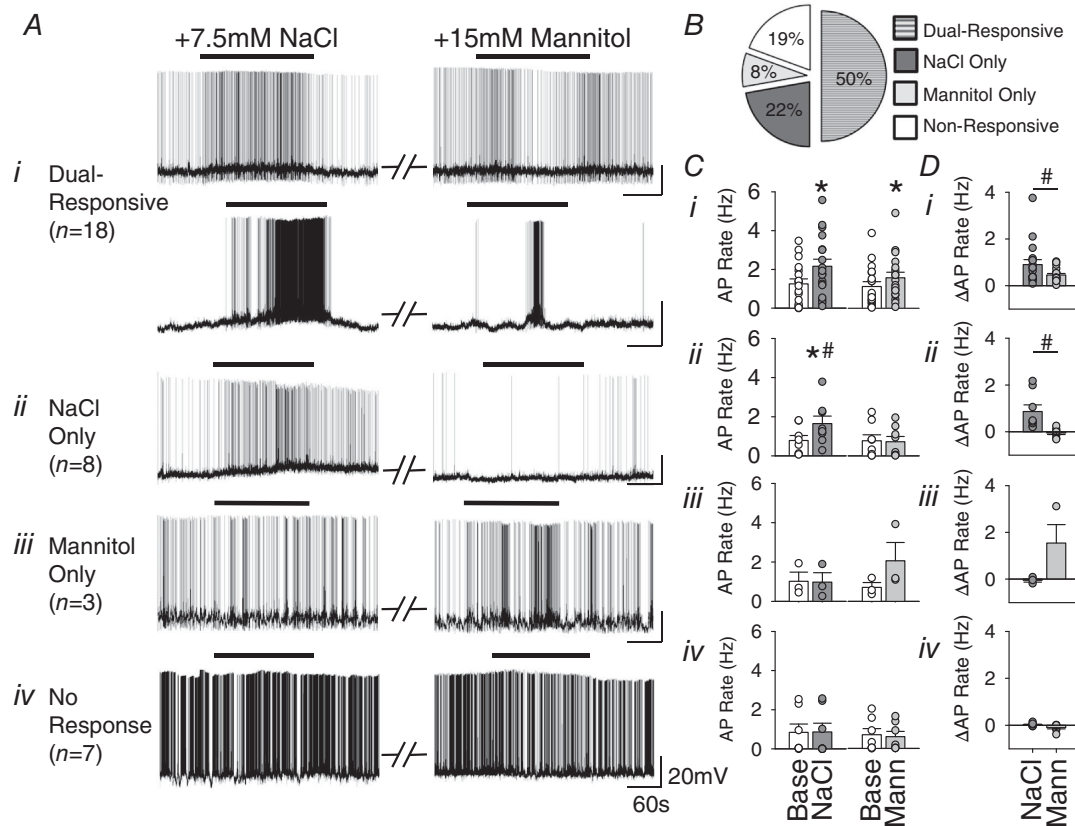 A
+7.5mM NaCl
+15mM Mannitol
i Dual-
Responsive
(n=18)
ii NaCl
Only
(n=8)
iii Mannitol
Only
(n=3)
iv No
Response
(n=7)
20mV
60s
B
19%
8%
22%
50%
Dual-Responsive
NaCl Only
Mannitol Only
Non-Responsive
C
i
AP Rate (Hz)
6
4
2
0
* *
ii
AP Rate (Hz)
6
4
2
0
*#
iii
AP Rate (Hz)
6
4
2
0
iv
AP Rate (Hz)
6
4
2
0
Base
NaCl
Base
Mann
D
i
ΔAP Rate (Hz)
4
2
0
#
ii
ΔAP Rate (Hz)
4
2
0
#
iii
ΔAP Rate (Hz)
4
2
0
iv
ΔAP Rate (Hz)
4
2
0
NaCl
Mann